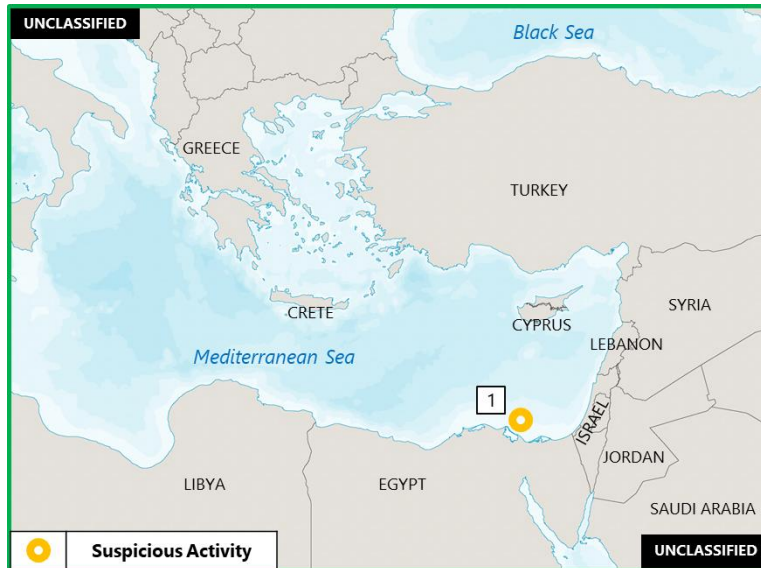 UNCLASSIFIED
Black Sea
GREECE
TURKEY
CRETE
CYPRUS
SYRIA
LEBANON
Mediterranean Sea
1
ISRAEL
JORDAN
LIBYA
EGYPT
SAUDI ARABIA
Suspicious Activity
UNCLASSIFIED